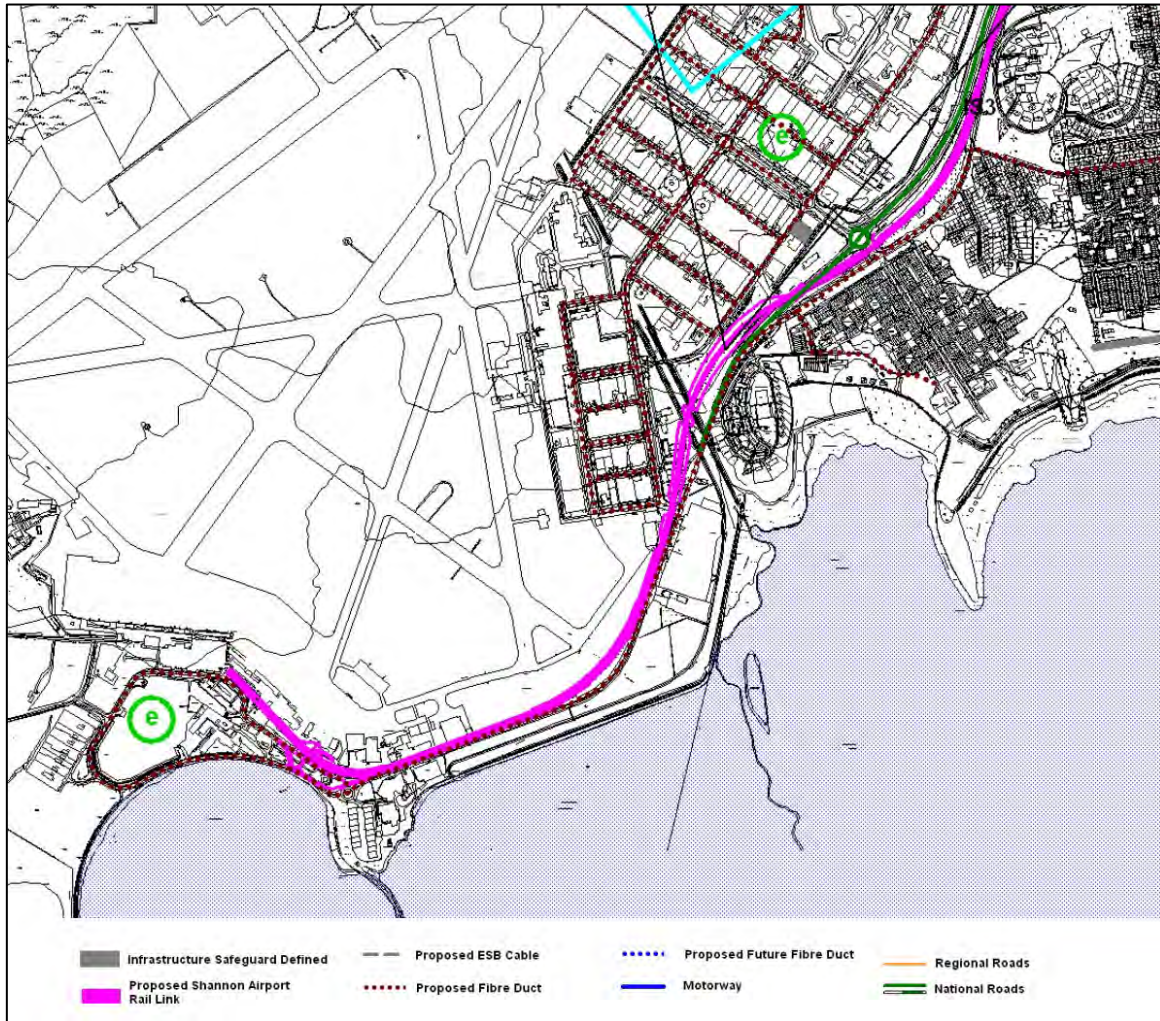 e
e
Infrastructure Safeguard Defined
Proposed ESB Cable
Proposed Future Fibre Duct
Regional Roads
Proposed Shannon Airport
Rail Link
Proposed Fibre Duct
Motorway
National Roads